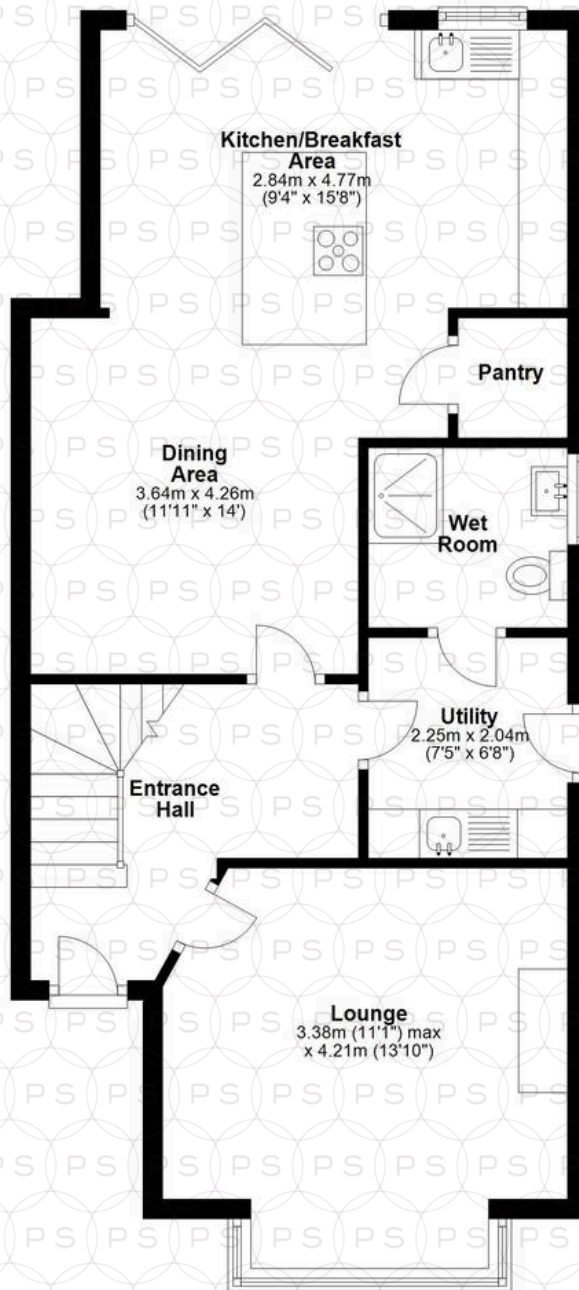 Kitchen/Breakfast
Area
2.84m x 4.77m
(9'4" x 15'8")
Pantry
Dining
Area
3.64m x 4.26m
(11'11" x 14')
Wet
Room
Utility
2.25m x 2.04m
(7'5" x 6'8")
Entrance
Hall
Lounge
3.38m (11'1") max
x 4.21m (13'10")
PS